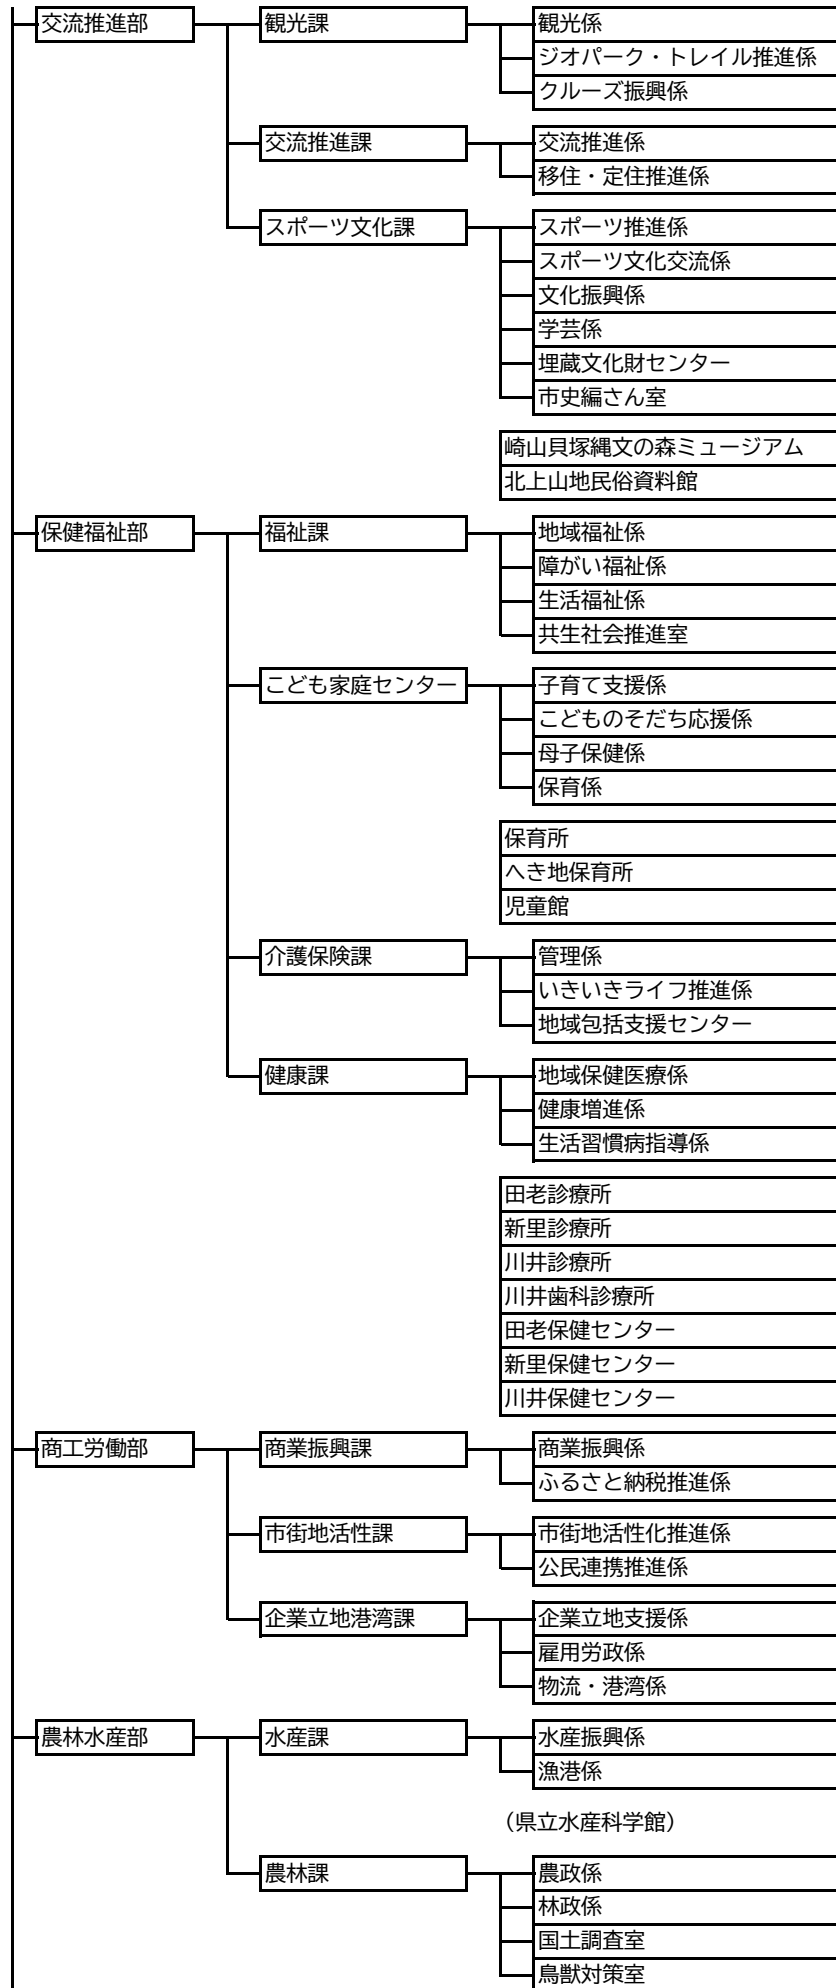 交流推進部 観光課 観光係
ジオパーク・トレイル推進係
クルーズ振興係
交流推進課 交流推進係
移住・定住推進係
スポーツ文化課 スポーツ推進係
スポーツ文化交流係
文化振興係
学芸係
埋蔵文化財センター
市史編さん室
崎山貝塚縄文の森ミュージアム
北上山地民俗資料館
保健福祉部 福祉課 地域福祉係
障がい福祉係
生活福祉係
共生社会推進室
こども家庭センター 子育て支援係
こどものそだち応援係
母子保健係
保育係
保育所
へき地保育所
児童館
介護保険課 管理係
いきいきライフ推進係
地域包括支援センター
健康課 地域保健医療係
健康増進係
生活習慣病指導係
田老診療所
新里診療所
川井診療所
川井歯科診療所
田老保健センター
新里保健センター
川井保健センター
商工労働部 商業振興課 商業振興係
ふるさと納税推進係
市街地活性課 市街地活性化推進係
公民連携推進係
企業立地港湾課 企業立地支援係
雇用労政係
物流・港湾係
農林水産部 水産課 水産振興係
漁港係
（県立水産科学館）
農林課 農政係
林政係
国土調査室
鳥獣対策室